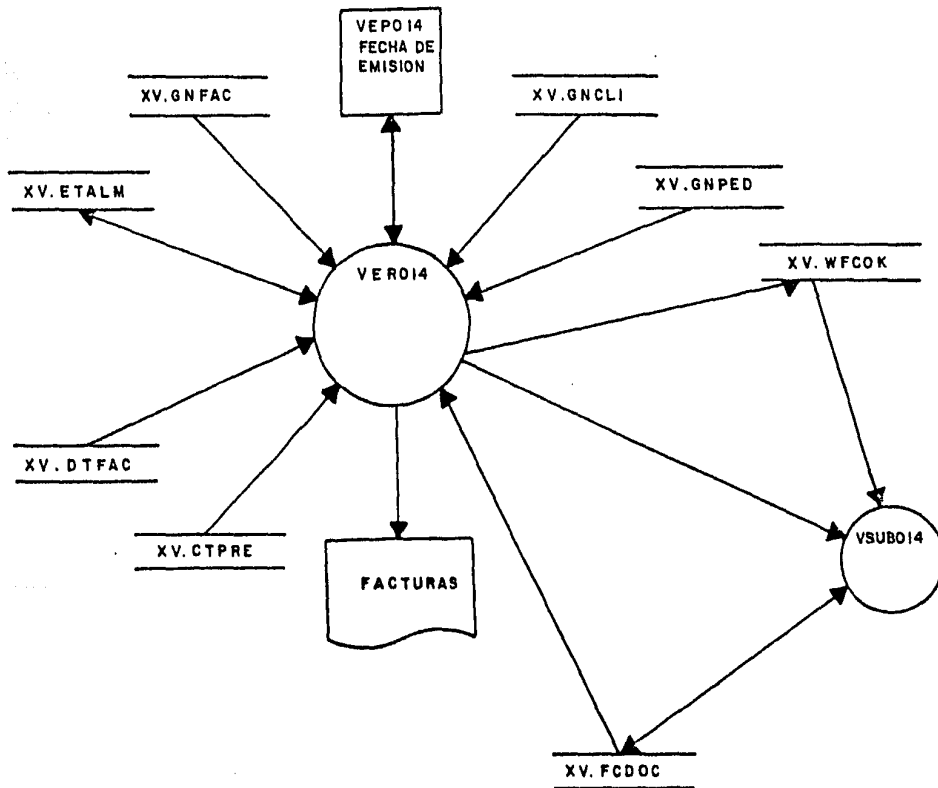 VEP014
FECHA DE
EMISION
XV.GNFAC
XV.GNCLI
XV.ETALM
XV.GNPED
VER014
XV.WFCOK
XV.DTFAC
VSUB014
XV.CTPRE
FACTURAS
XV.FCDOC